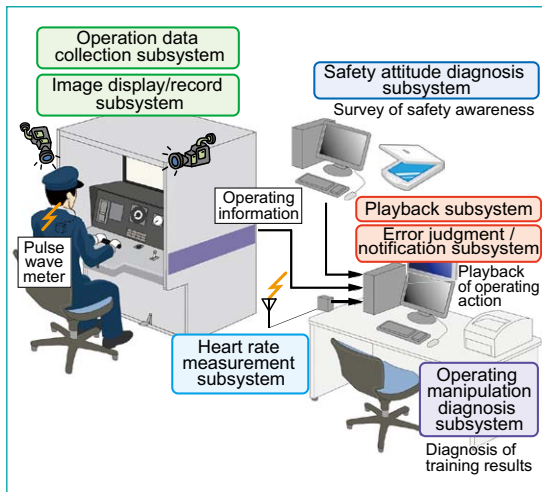 Operation data
collection subsystem
Image display/record
subsystem
Safety attitude diagnosis
subsystem
Survey of safety awareness
Operating
information
Playback subsystem
Error judgment /
notification subsystem
Pulse
wave
meter
Playback
of operating
action
Heart rate
measurement
subsystem
Operating
manipulation
diagnosis
subsystem
Diagnosis of
training results